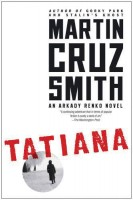 AUTHOR OF GORKY PARK
AND STALIN'S GHOST
MARTIN
CRUZ
SMITH
AN ARKADY RENKO NOVEL
TATIANA